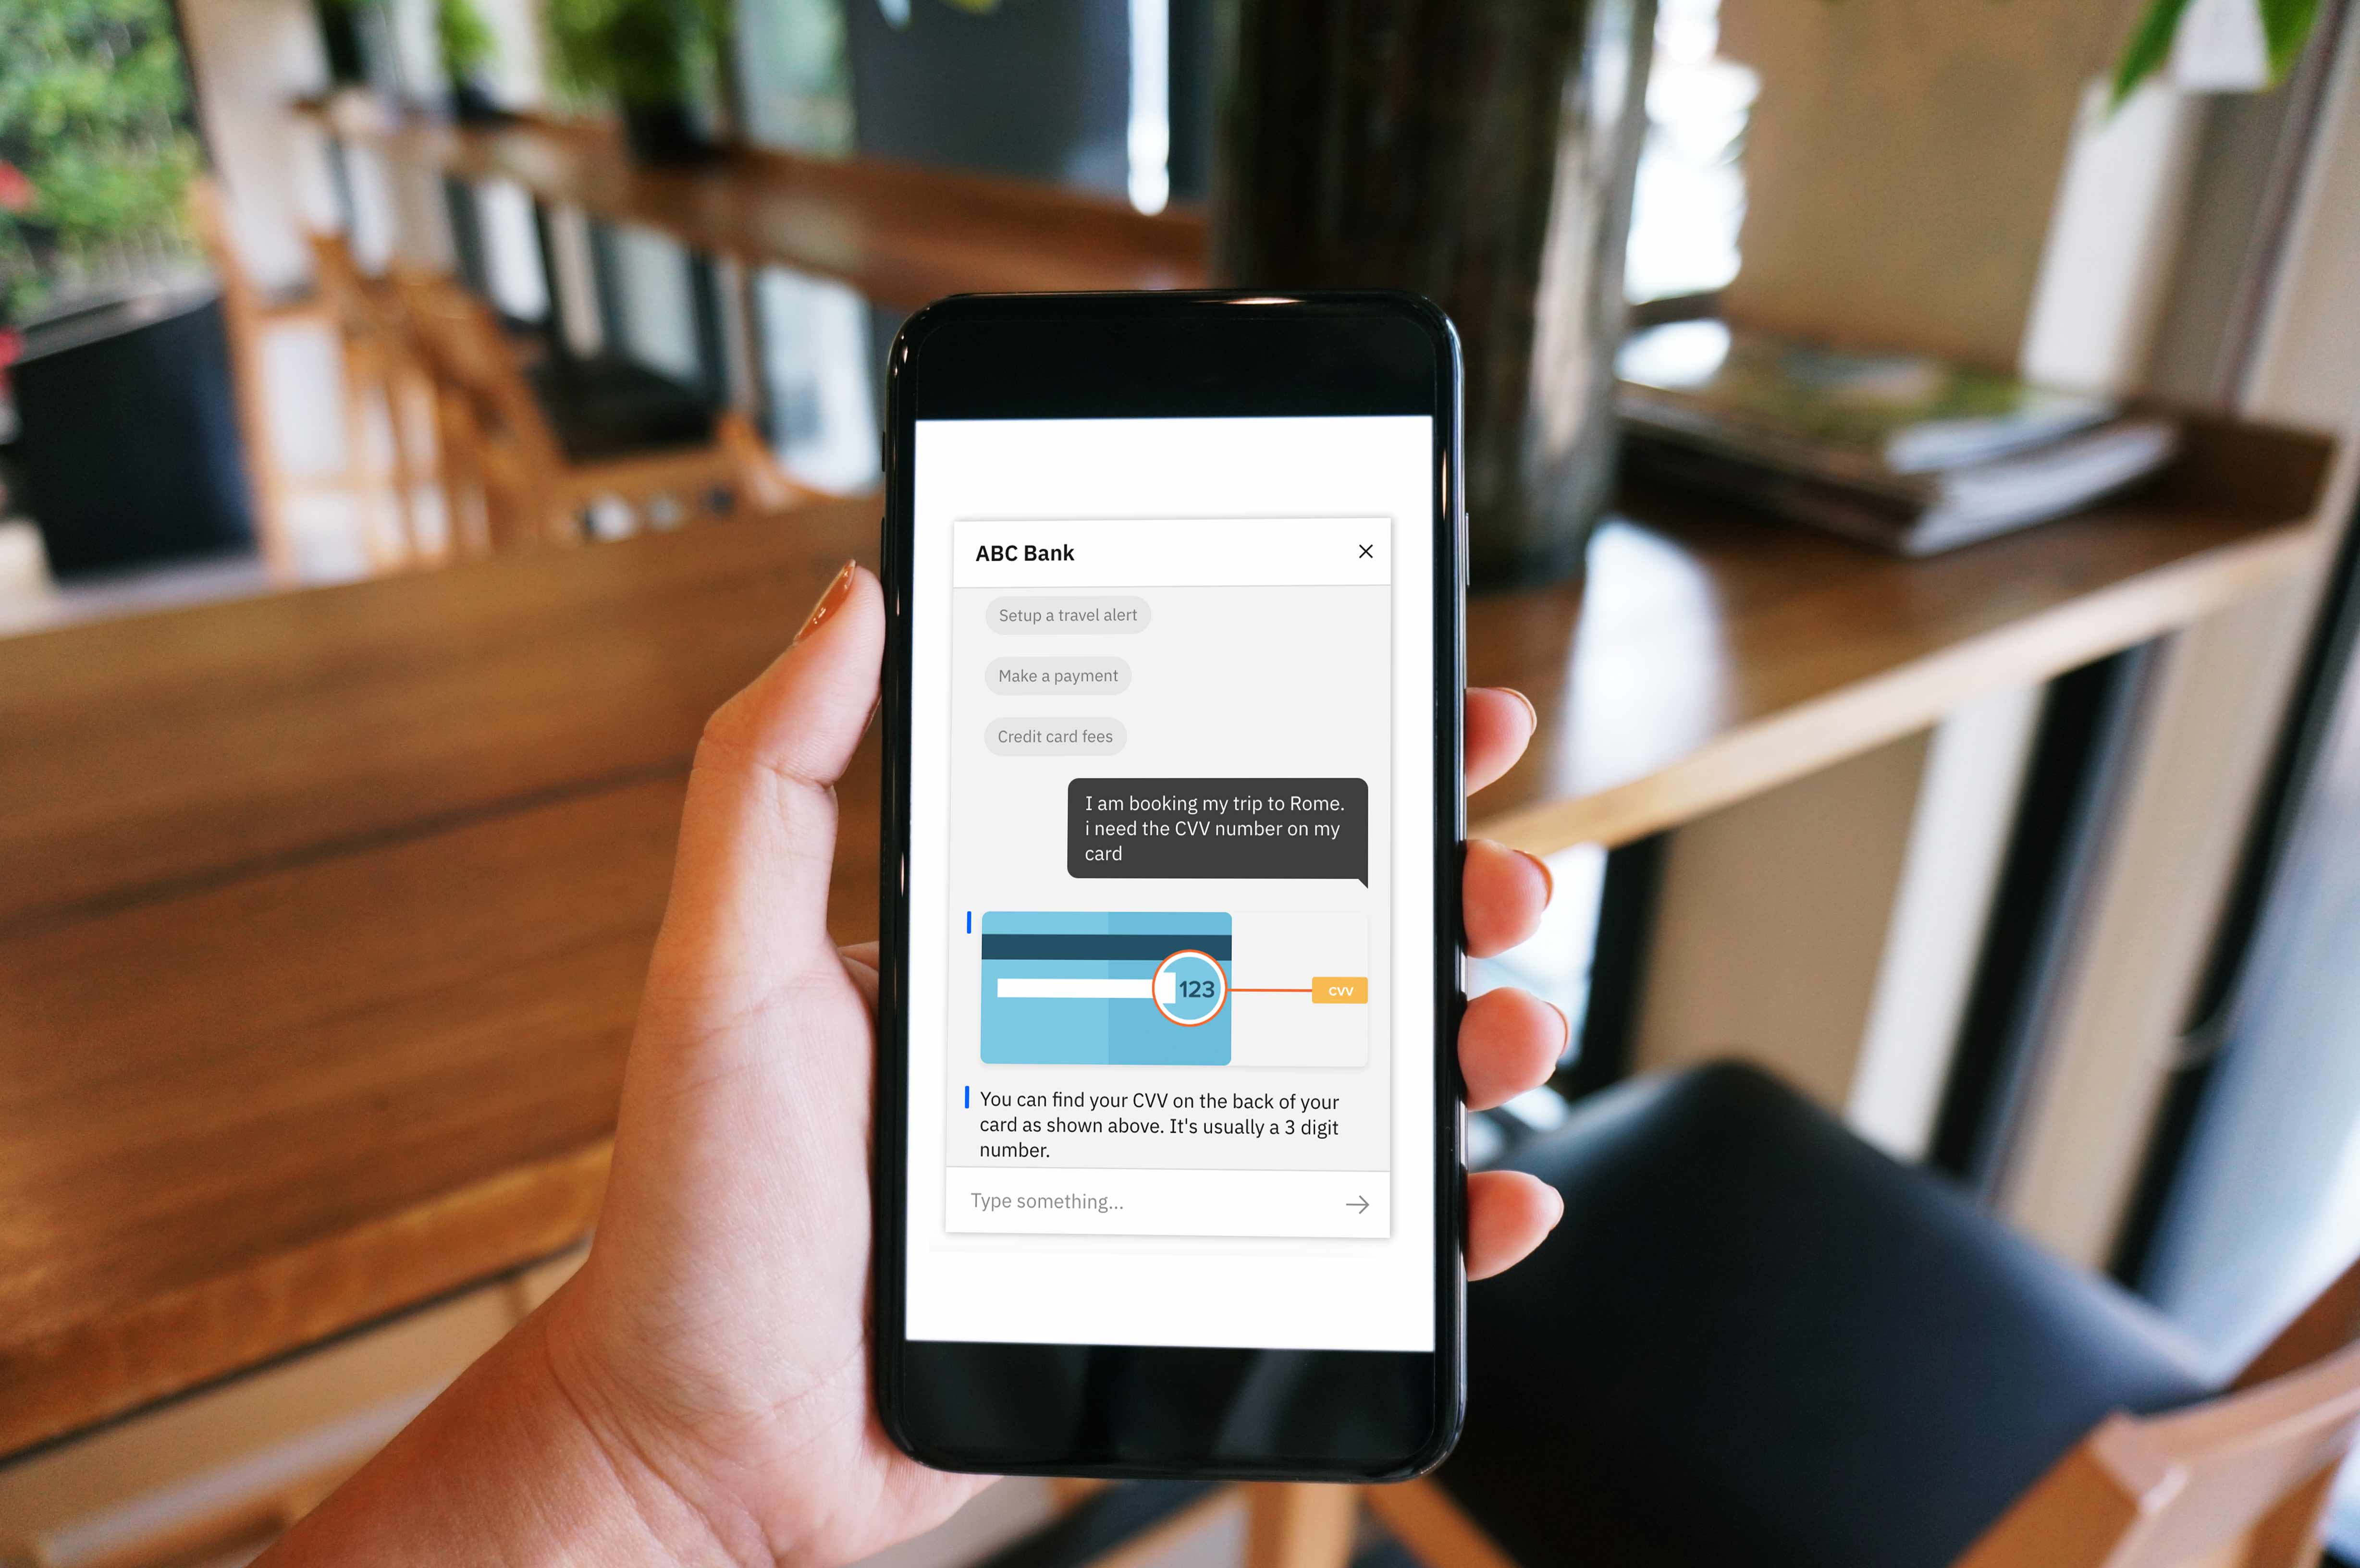 ABC Bank
Setup a travel alert
Make a payment
Credit card fees
I am booking my trip to Rome.
i need the CVV number on my
card
123
CVV
You can find your CVV on the back of your
card as shown above. It's usually a 3 digit
number.
Type something...